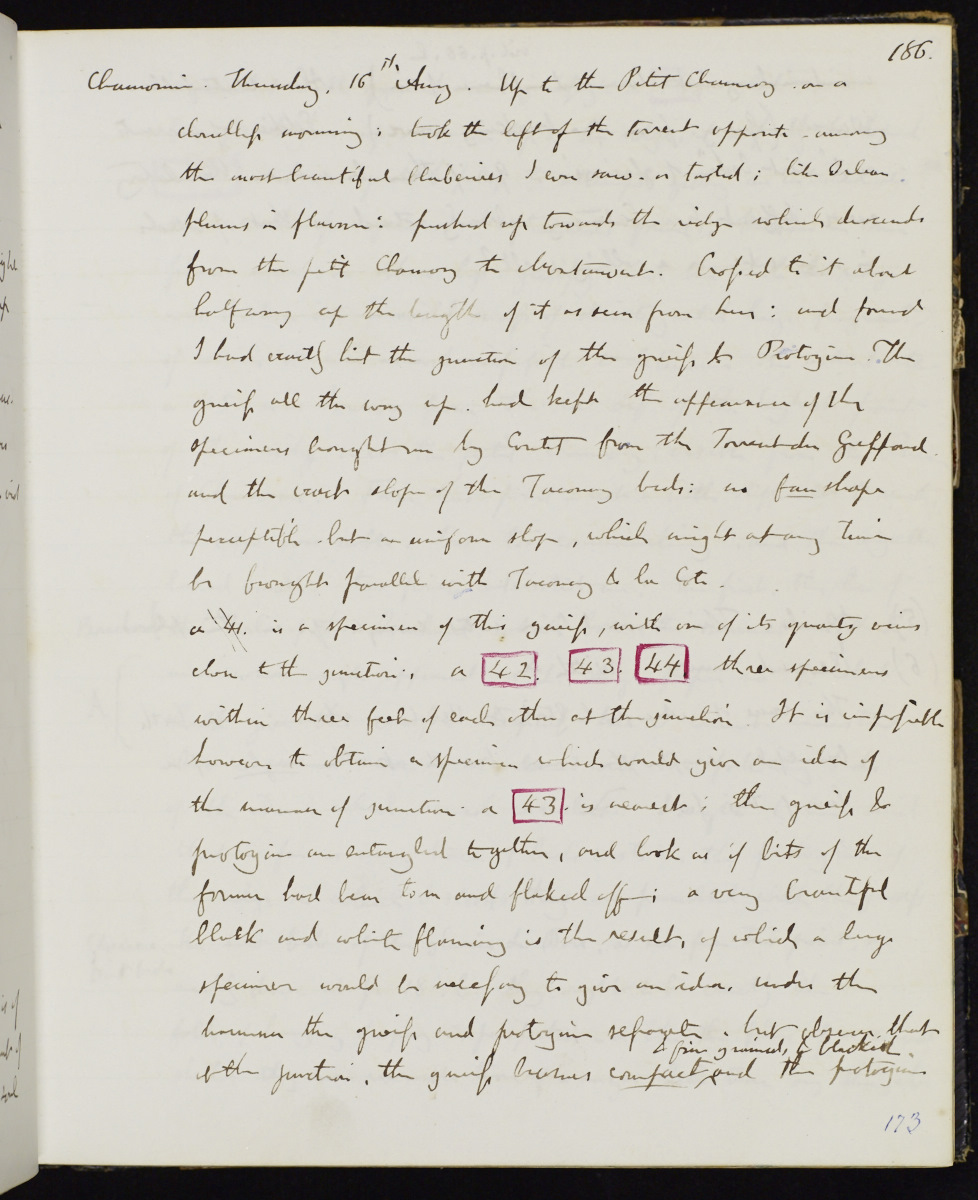 186.
Chamonix. Thursday, 16th Aug. Up to the Petit Chamouny on a
cloudless morning; took the left of the torrent opposite among
the most beautiful bluberries I ever saw or tasted; like
plums in flavour: pushed up towards the ridge which descends
from the petit Chamony to Montanvert. Crossed to it about
halfway up the length of it as seen from here: and found
I had exactly hit the junction of the gneiss & Protogine. The
gneiss all the way up had kept the appearance of the
specimens brought me by Coutet from the Torrent du Greffond.
and the exact slope of the Taconay beds: no fan shape
perceptible but an uniform slope, which might at any time
be brought parallel with Taconay & la Cote.
a 41. is a specimen of this gneiss, with one of its quartz veins
close to the junction: a 42. 43. 44 three specimens
within three feet of each other at the junction. It is impossible
however to obtain a specimen which would give an idea of
the manner of junction. a 43. is nearest; the gneiss &
protogine are entangled together, and look as if bits of the
former had been torn and flaked off; a very beautiful
black and white flaming is the result, of which a large
specimen would be necessary to give an idea. under the
hammer the gneiss and protogine separate. but observe that
& fine grained, & blackish.
at the junction, the gneiss becomes compact, and the protogine
173